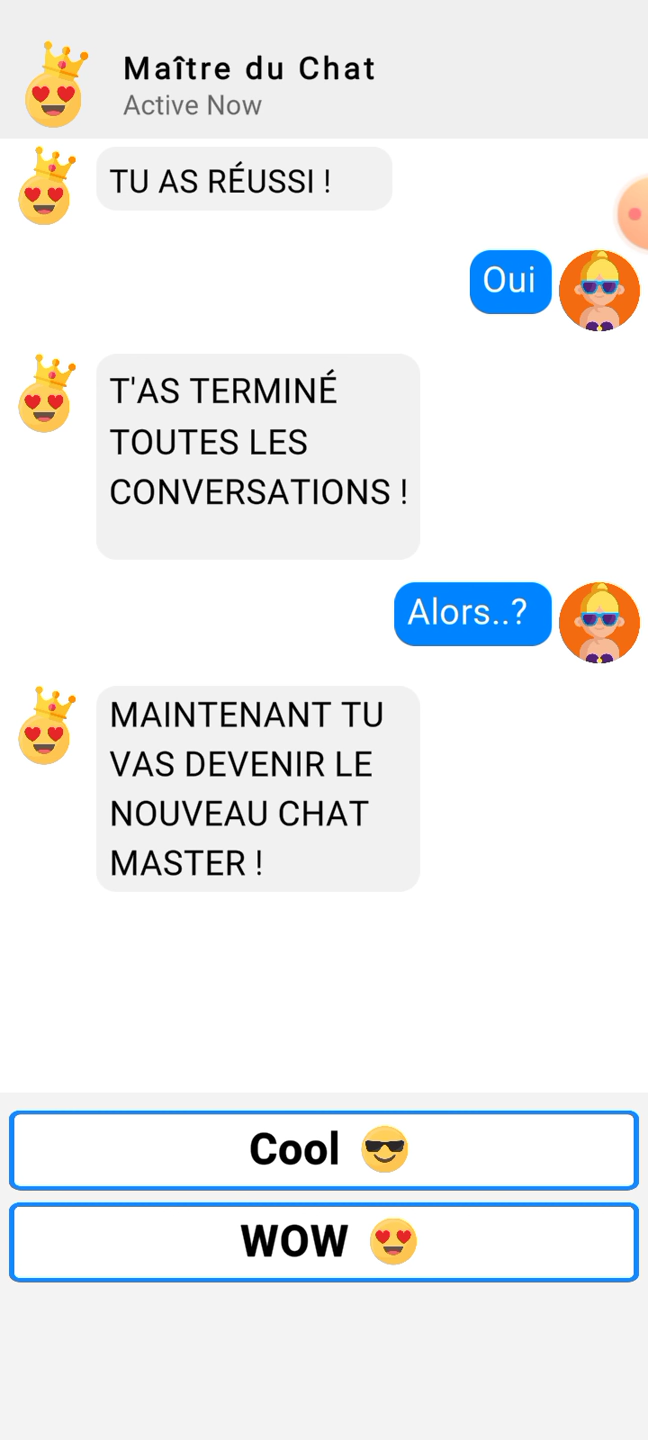 Maître du Chat
Active Now
TU AS RÉUSSI !
Oui
T'AS TERMINÉ
TOUTES LES
CONVERSATIONS !
Alors..?
MAINTENANT TU
VAS DEVENIR LE
NOUVEAU CHAT
MASTER !
Cool
WOW